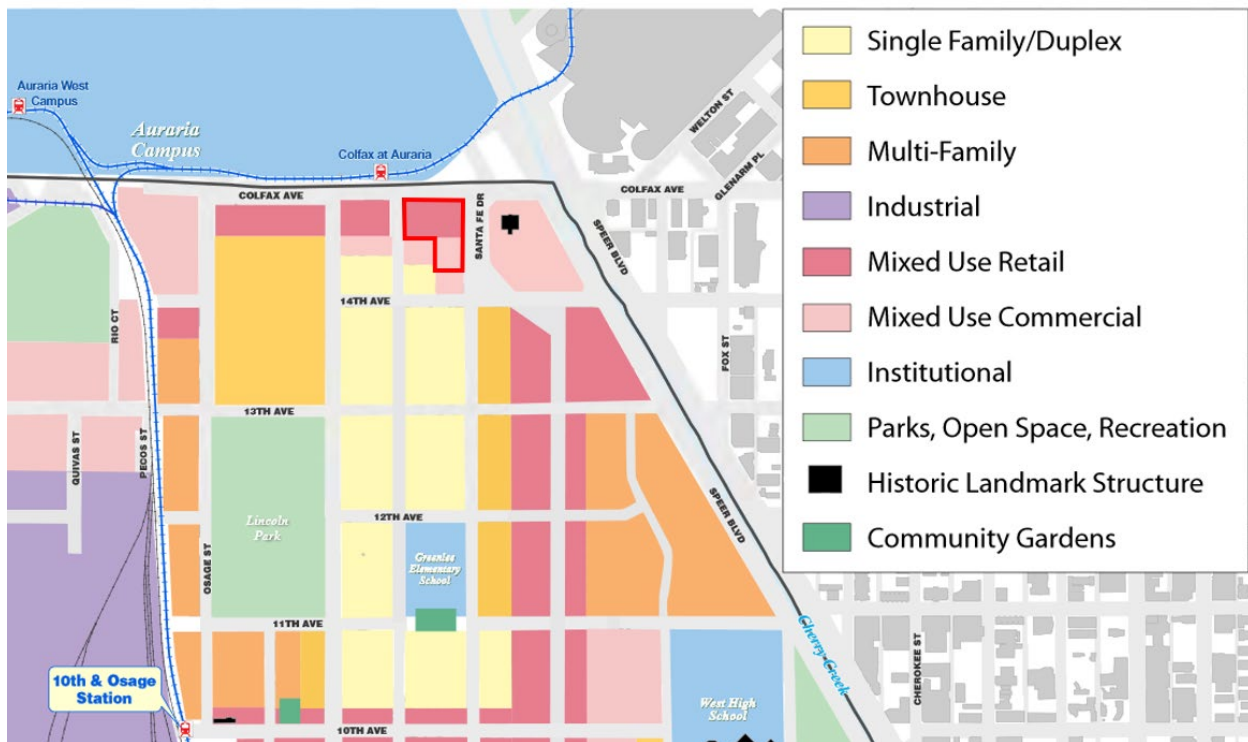 Auraria West
Campus
Auraria
Campus
Colfax at Auraria
COLFAX AVE
COLFAX AVE
WELTON ST
GLENARM PL
SANTA FE DR
SPEER BLVD
14TH AVE
RIO CT
FOX ST
13TH AVE
QUIVAS ST
PECOS ST
12TH AVE
Lincoln
Park
Greenlee
Elementary
School
SPEER BLVD
OSAGE ST
11TH AVE
Cherry Creek
CHEROKEE ST
10th & Osage
Station
West High
School
10TH AVE
Single Family/Duplex
Townhouse
Multi-Family
Industrial
Mixed Use Retail
Mixed Use Commercial
Institutional
Parks, Open Space, Recreation
Historic Landmark Structure
Community Gardens